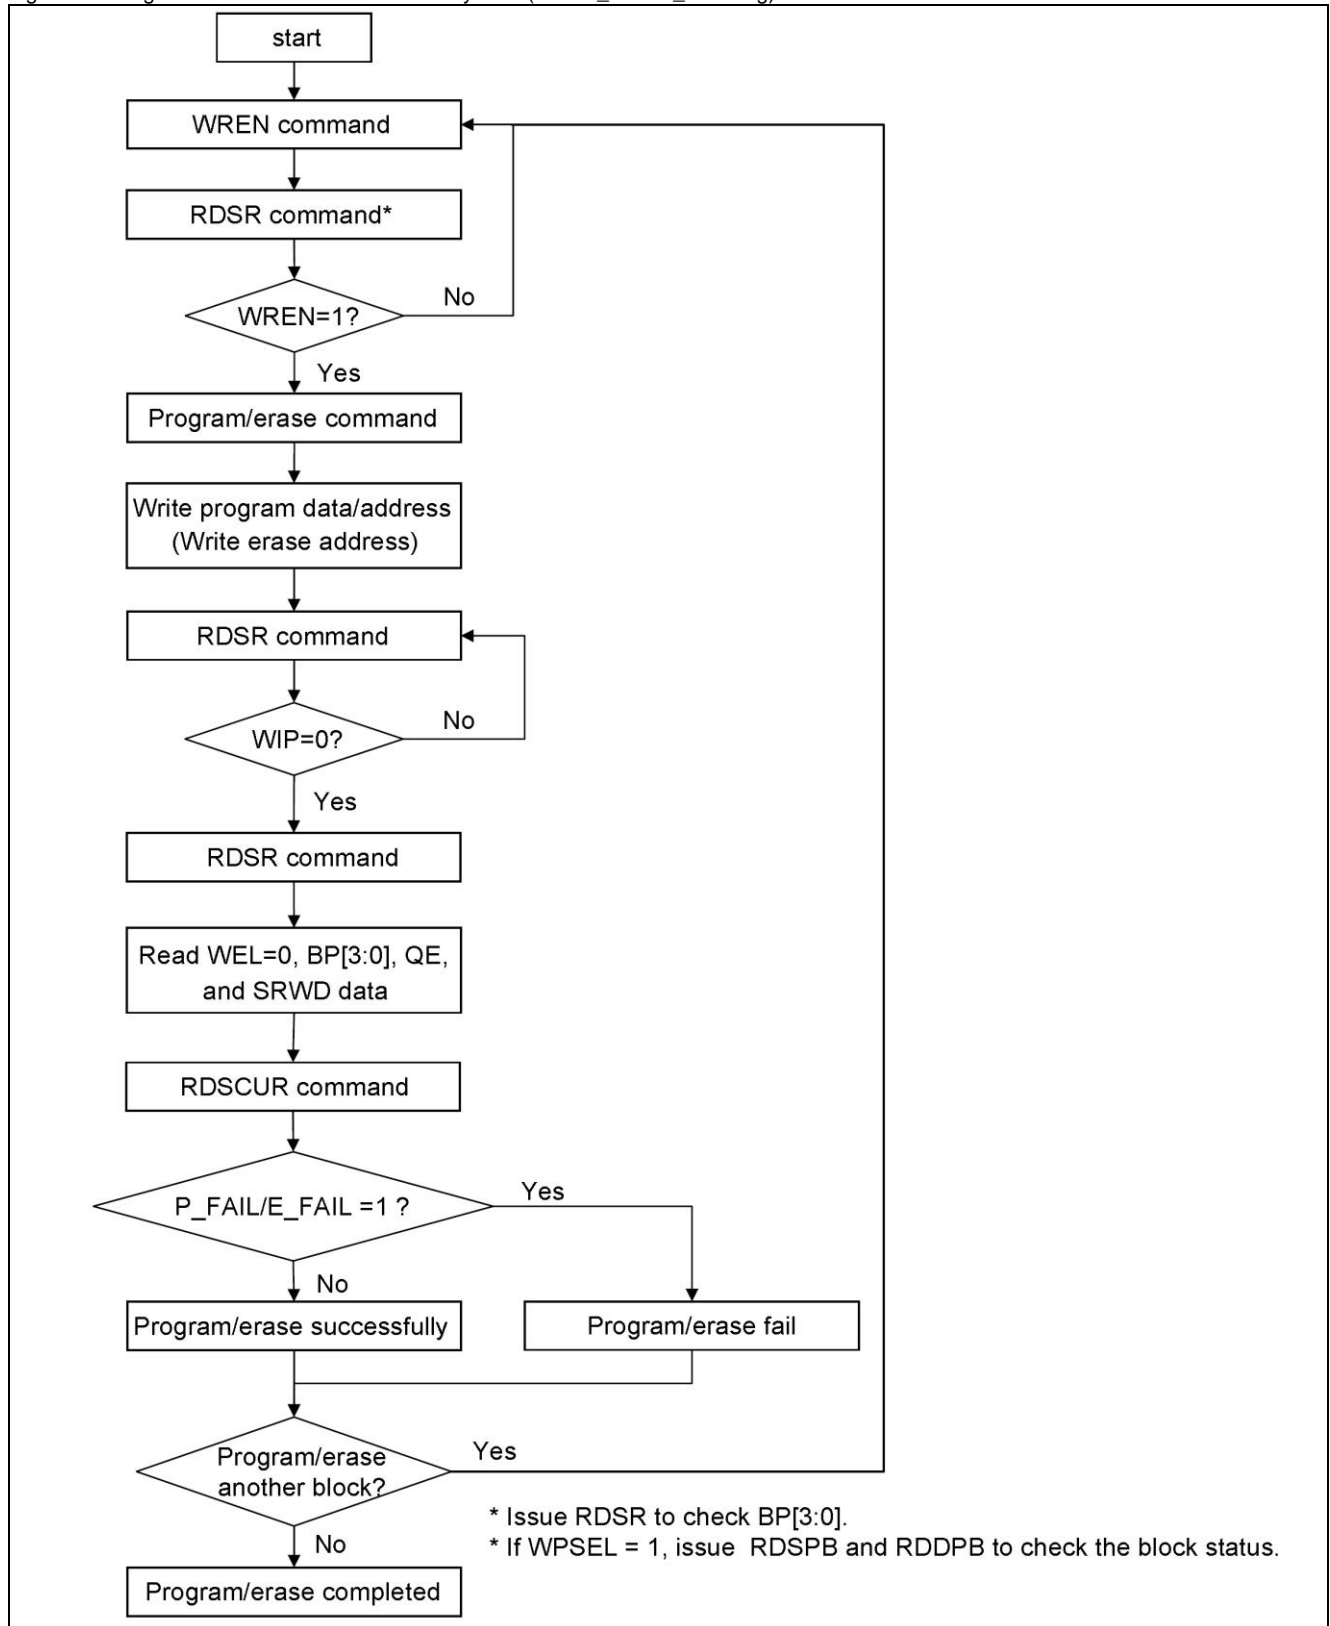 start
WREN command
RDSR command*
WREN=1?
No
Yes
Program/erase command
Write program data/address
(Write erase address)
RDSR command
WIP=0?
No
Yes
RDSR command
Read WEL=0, BP[3:0], QE,
and SRWD data
RDSCUR command
P_FAIL/E_FAIL =1 ?
Yes
No
Program/erase successfully
Program/erase fail
Program/erase
another block?
Yes
* Issue RDSR to check BP[3:0].
* If WPSEL = 1, issue RDSPB and RDDPB to check the block status.
No
Program/erase completed